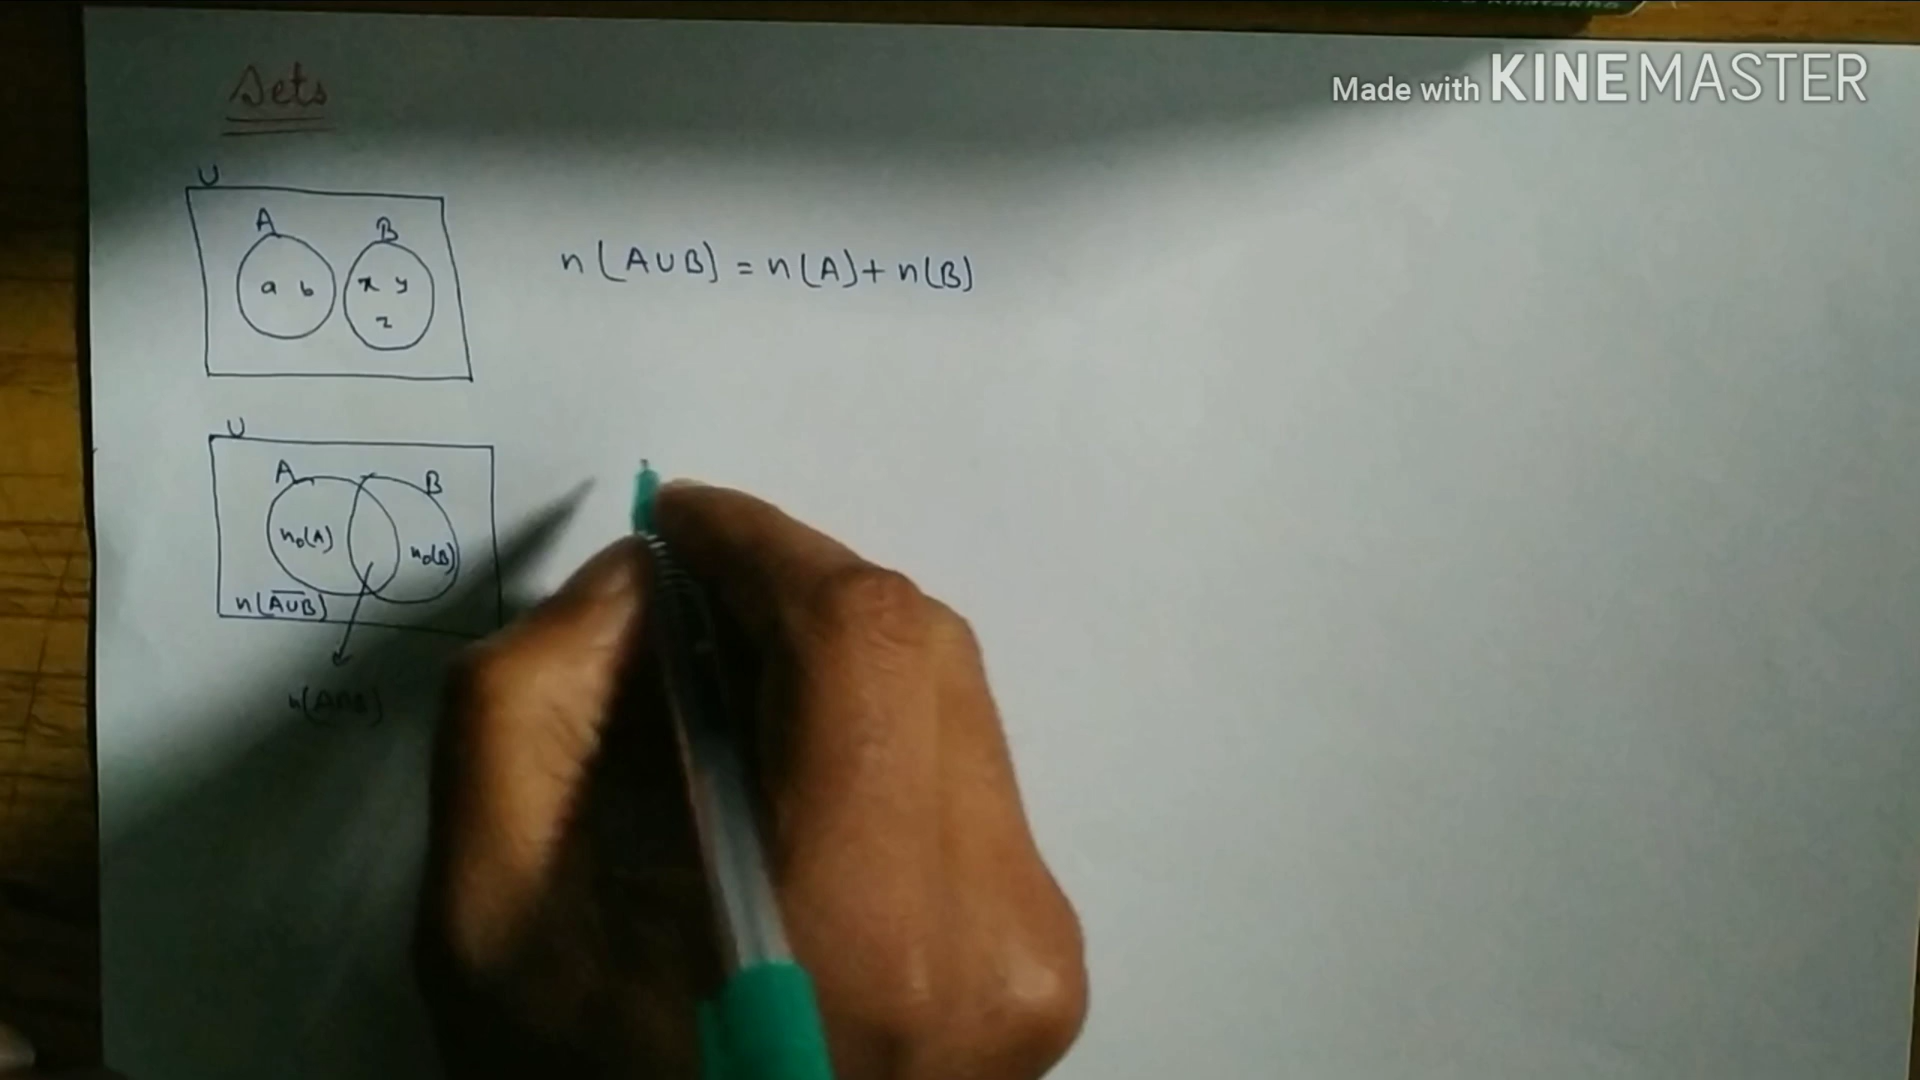 Made with KINEMASTER
Sets
U
A B
a b x y
z
n(A∪B) = n(A) + n(B)
U
A B
n₀(A) n₀(B)
n(A∪B)̅
n(A∩B)